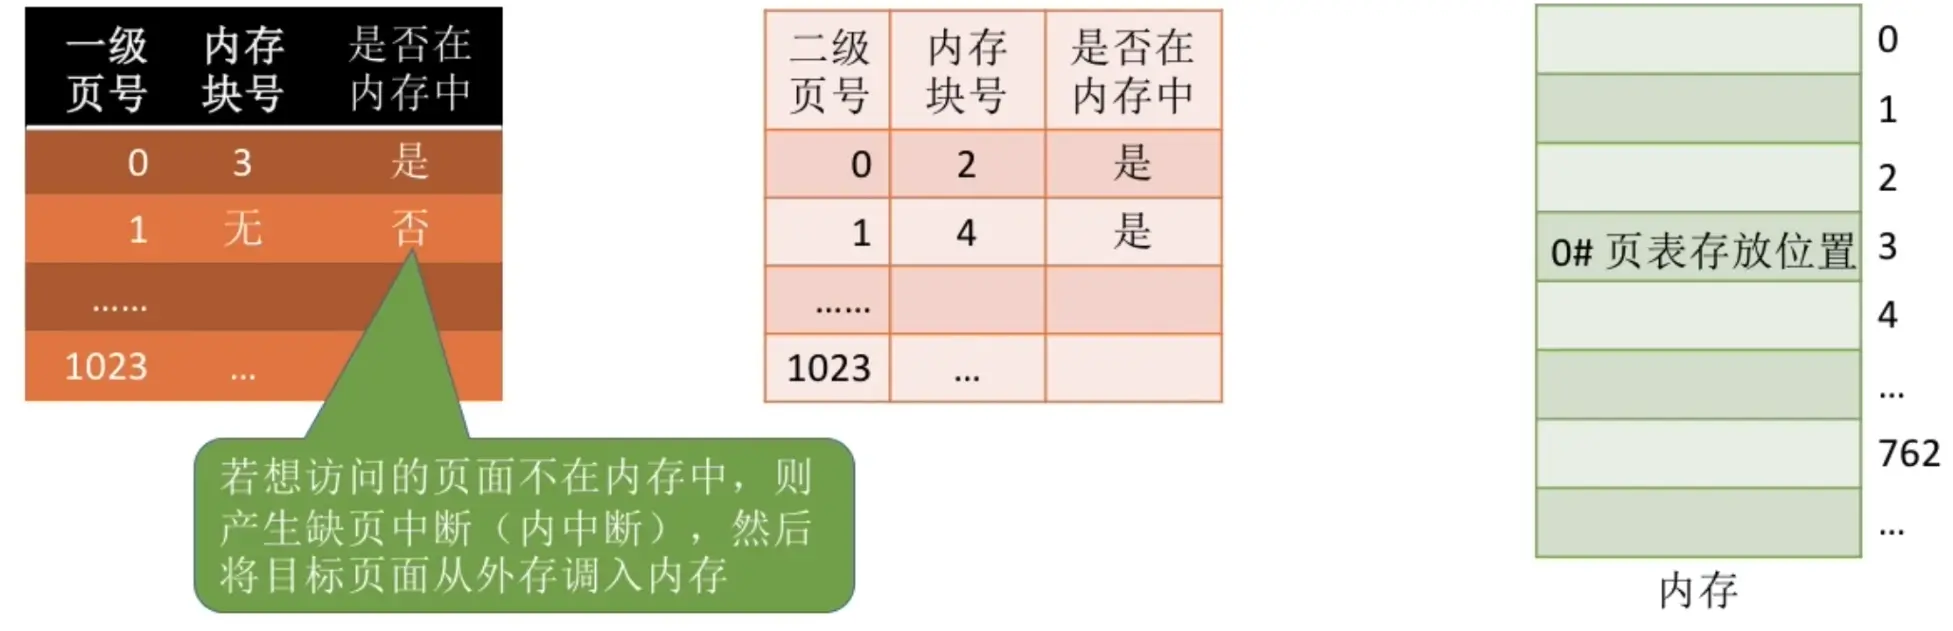 一级页号 内存块号 是否在内存中
0 3 是
1 无 否
……
1023 …
若想访问的页面不在内存中，则
产生缺页中断（内中断），然后
将目标页面从外存调入内存
二级页号 内存块号 是否在内存中
0 2 是
1 4 是
……
1023 …
0
1
2
0# 页表存放位置 3
4
…
762
…
内存